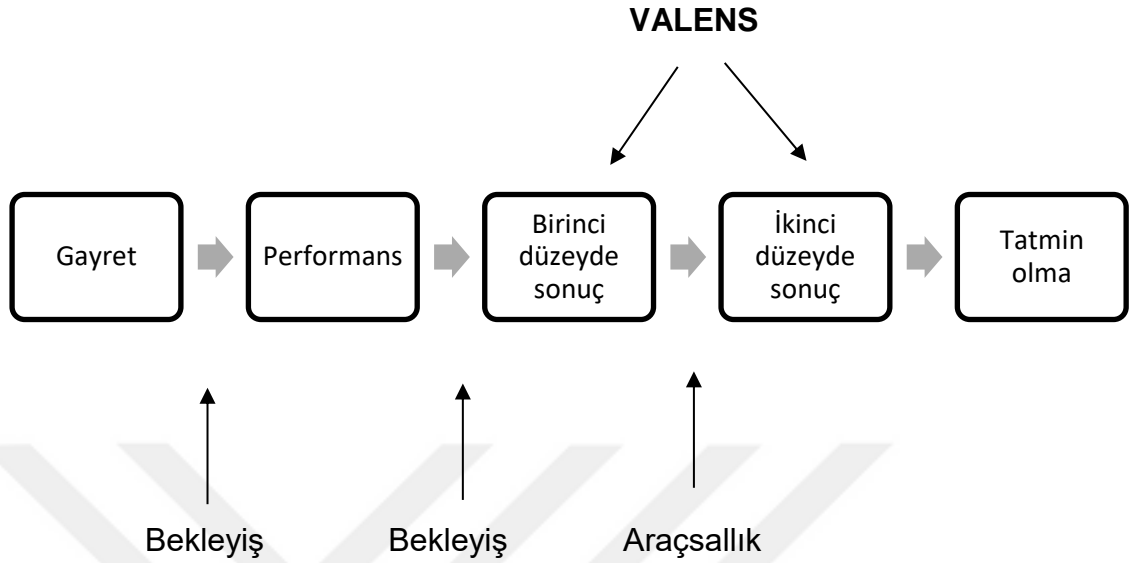 VALENS
Gayret
Performans
Birinci
düzeyde
sonuç
İkinci
düzeyde
sonuç
Tatmin
olma
Bekleyiş
Bekleyiş
Araçsallık